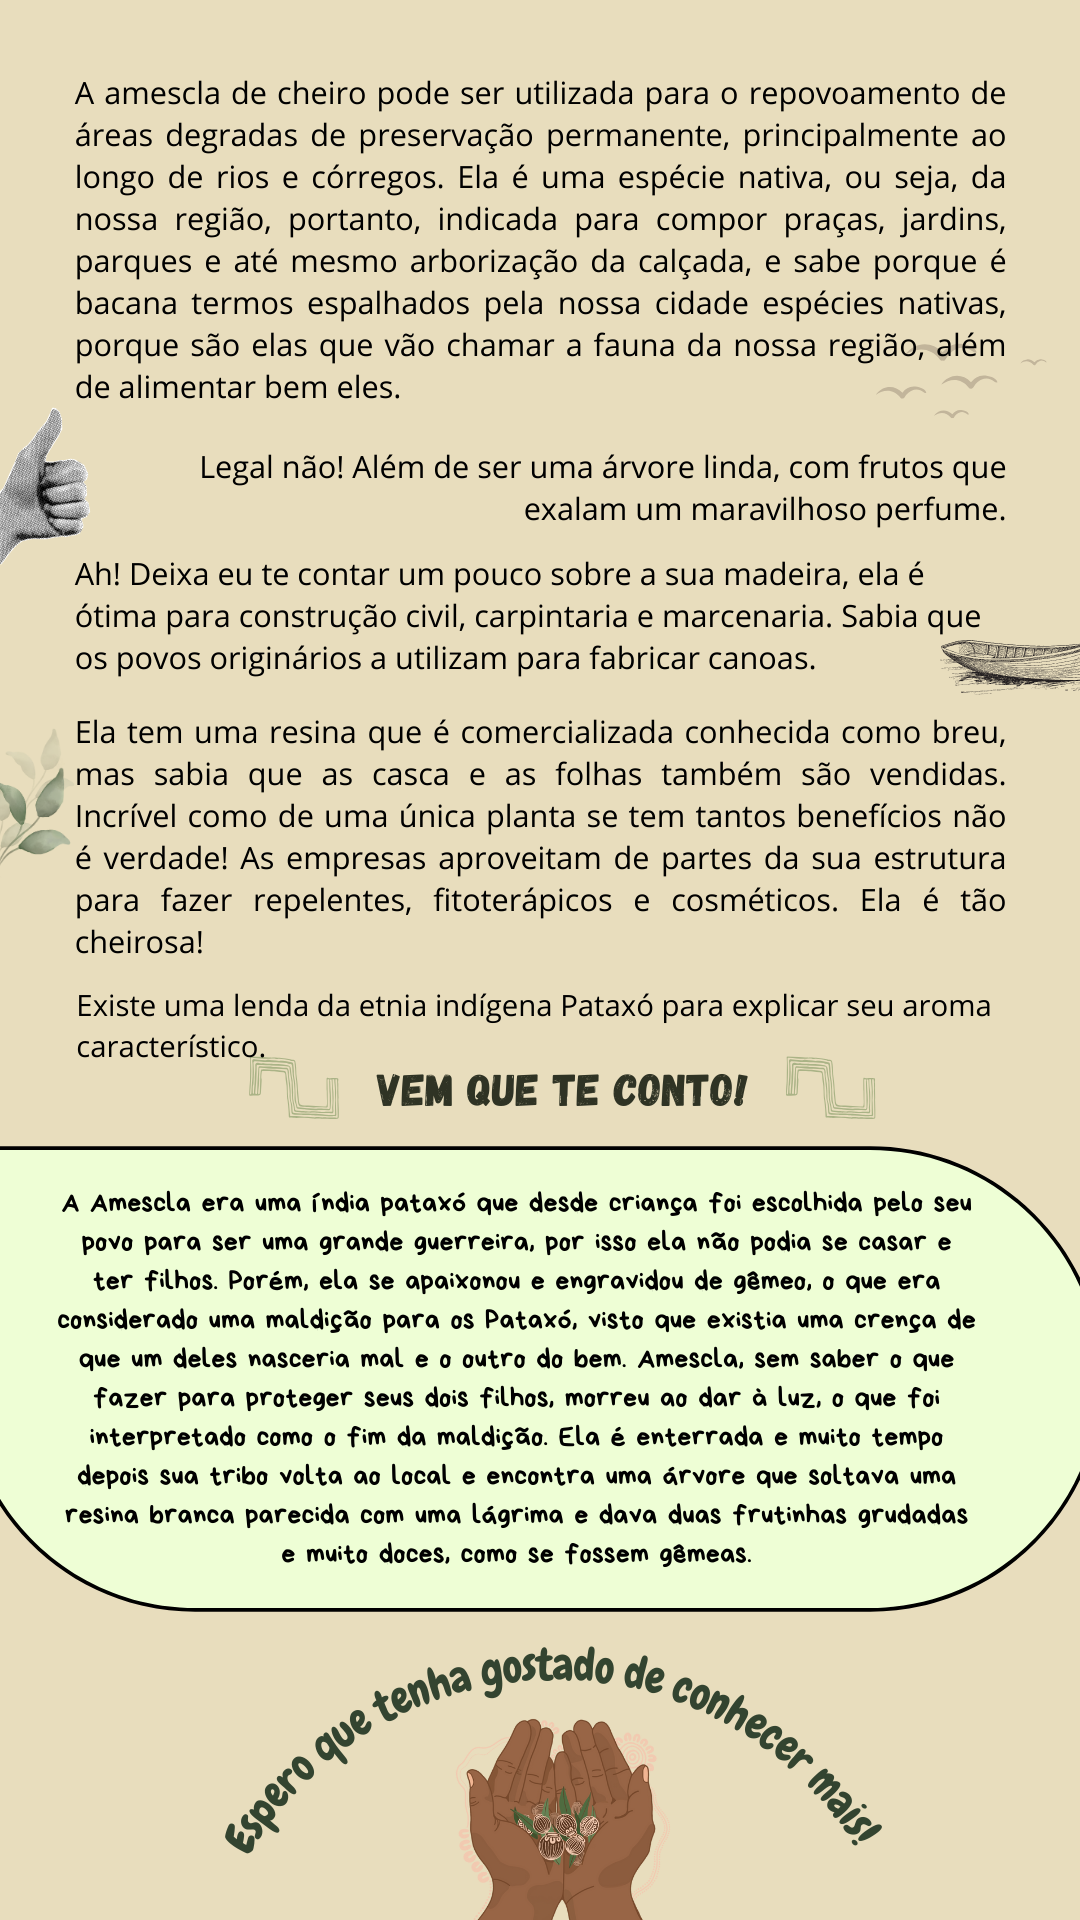 A amescla de cheiro pode ser utilizada para o repovoamento de
áreas degradas de preservação permanente, principalmente ao
longo de rios e córregos. Ela é uma espécie nativa, ou seja, da
nossa região, portanto, indicada para compor praças, jardins,
parques e até mesmo arborização da calçada, e sabe porque é
bacana termos espalhados pela nossa cidade espécies nativas,
porque são elas que vão chamar a fauna da nossa região, além
de alimentar bem eles.
Legal não! Além de ser uma árvore linda, com frutos que
exalam um maravilhoso perfume.
Ah! Deixa eu te contar um pouco sobre a sua madeira, ela é
ótima para construção civil, carpintaria e marcenaria. Sabia que
os povos originários a utilizam para fabricar canoas.
Ela tem uma resina que é comercializada conhecida como breu,
mas sabia que as casca e as folhas também são vendidas.
Incrível como de uma única planta se tem tantos benefícios não
é verdade! As empresas aproveitam de partes da sua estrutura
para fazer repelentes, fitoterápicos e cosméticos. Ela é tão
cheirosa!
Existe uma lenda da etnia indígena Pataxó para explicar seu aroma
característico.
VEM QUE TE CONTO!
A Amescla era uma índia pataxó que desde criança foi escolhida pelo seu
povo para ser uma grande guerreira, por isso ela não podia se casar e
ter filhos. Porém, ela se apaixonou e engravidou de gêmeo, o que era
considerado uma maldição para os Pataxó, visto que existia uma crença de
que um deles nasceria mal e o outro do bem. Amescla, sem saber o que
fazer para proteger seus dois filhos, morreu ao dar à luz, o que foi
interpretado como o fim da maldição. Ela é enterrada e muito tempo
depois sua tribo volta ao local e encontra uma árvore que soltava uma
resina branca parecida com uma lágrima e dava duas frutinhas grudadas
e muito doces, como se fossem gêmeas.
Espero que tenha gostado de conhecer mais!